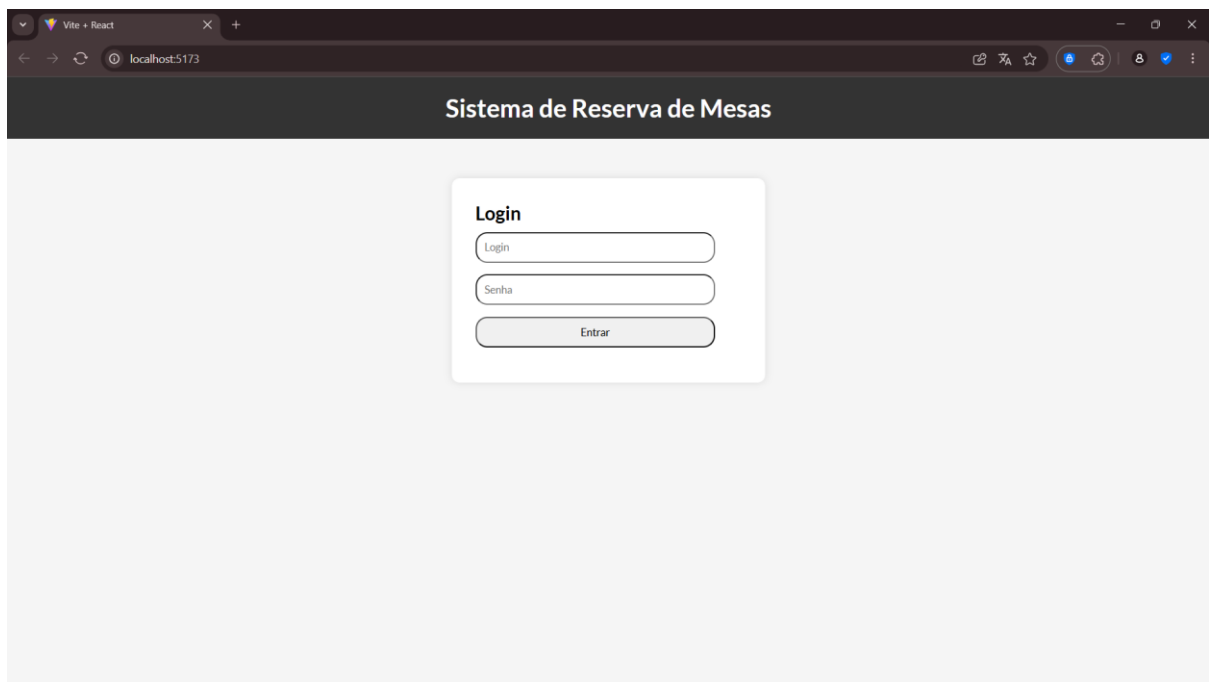 Vite + React
localhost:5173
Sistema de Reserva de Mesas
Login
Login
Senha
Entrar